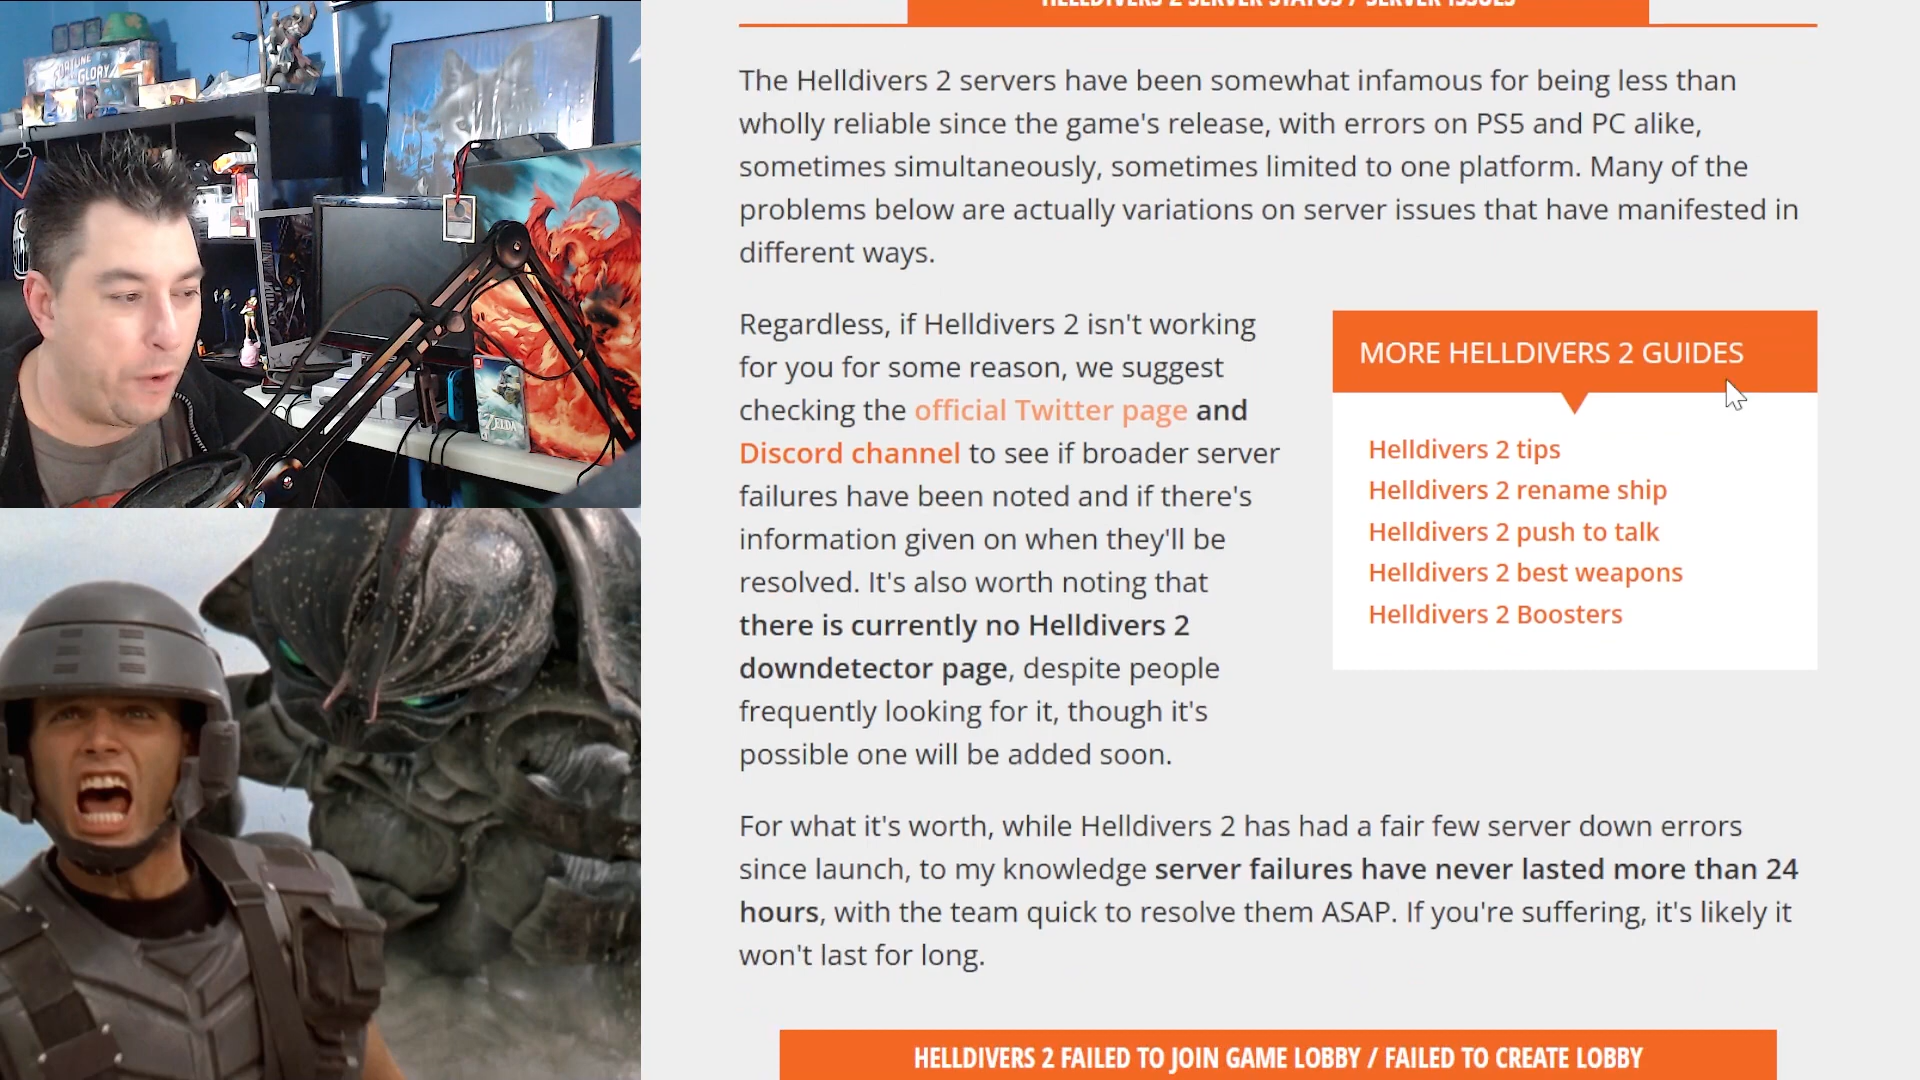 HELLDIVERS 2 SERVER STATUS / SERVER ISSUES
The Helldivers 2 servers have been somewhat infamous for being less than
wholly reliable since the game's release, with errors on PS5 and PC alike,
sometimes simultaneously, sometimes limited to one platform. Many of the
problems below are actually variations on server issues that have manifested in
different ways.
Regardless, if Helldivers 2 isn't working
for you for some reason, we suggest
checking the official Twitter page and
Discord channel to see if broader server
failures have been noted and if there's
information given on when they'll be
resolved. It's also worth noting that
there is currently no Helldivers 2
downdetector page, despite people
frequently looking for it, though it's
possible one will be added soon.
MORE HELLDIVERS 2 GUIDES
Helldivers 2 tips
Helldivers 2 rename ship
Helldivers 2 push to talk
Helldivers 2 best weapons
Helldivers 2 Boosters
For what it's worth, while Helldivers 2 has had a fair few server down errors
since launch, to my knowledge server failures have never lasted more than 24
hours, with the team quick to resolve them ASAP. If you're suffering, it's likely it
won't last for long.
HELLDIVERS 2 FAILED TO JOIN GAME LOBBY / FAILED TO CREATE LOBBY
FORTUNE
GLORY
ZELDA